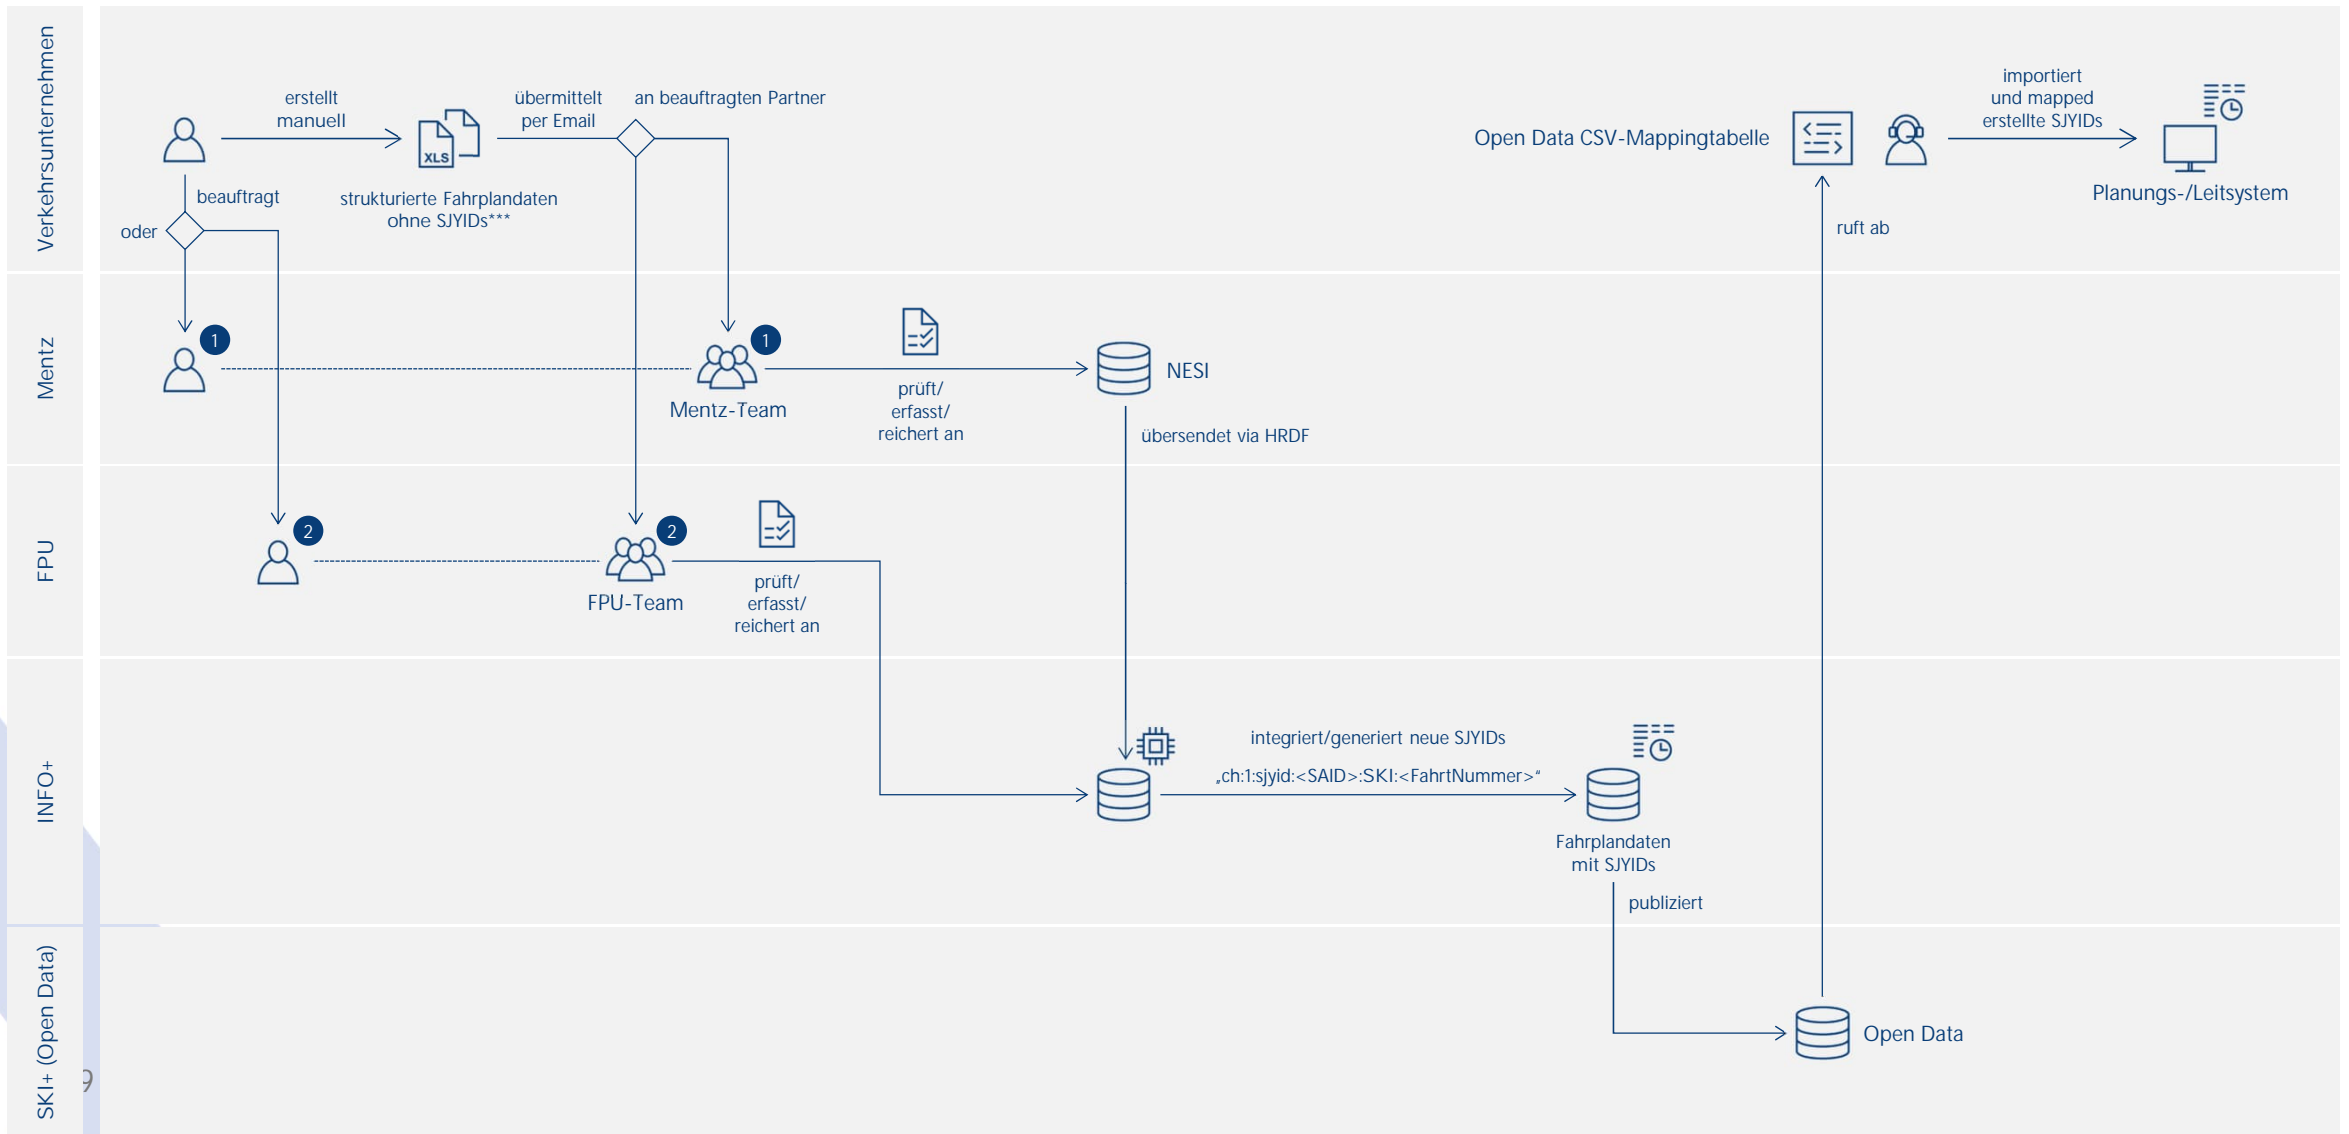 Verkehrsunternehmen
erstellt
manuell
XLS
übermittelt
per Email
an beauftragten Partner
strukturierte Fahrplandaten
ohne SJYIDs***
beauftragt
oder
Open Data CSV-Mappingtabelle
importiert
und mapped
erstellte SJYIDs
Planungs-/Leitsystem
ruft ab
Mentz
1
1
Mentz-Team
prüft/
erfasst/
reichert an
NESI
übersendet via HRDF
FPU
2
2
FPU-Team
prüft/
erfasst/
reichert an
INFO+
integriert/generiert neue SJYIDs
„ch:1:sjyid:<SAID>:SKI:<FahrtNummer>“
Fahrplandaten
mit SJYIDs
publiziert
SKI+ (Open Data)
Open Data
9